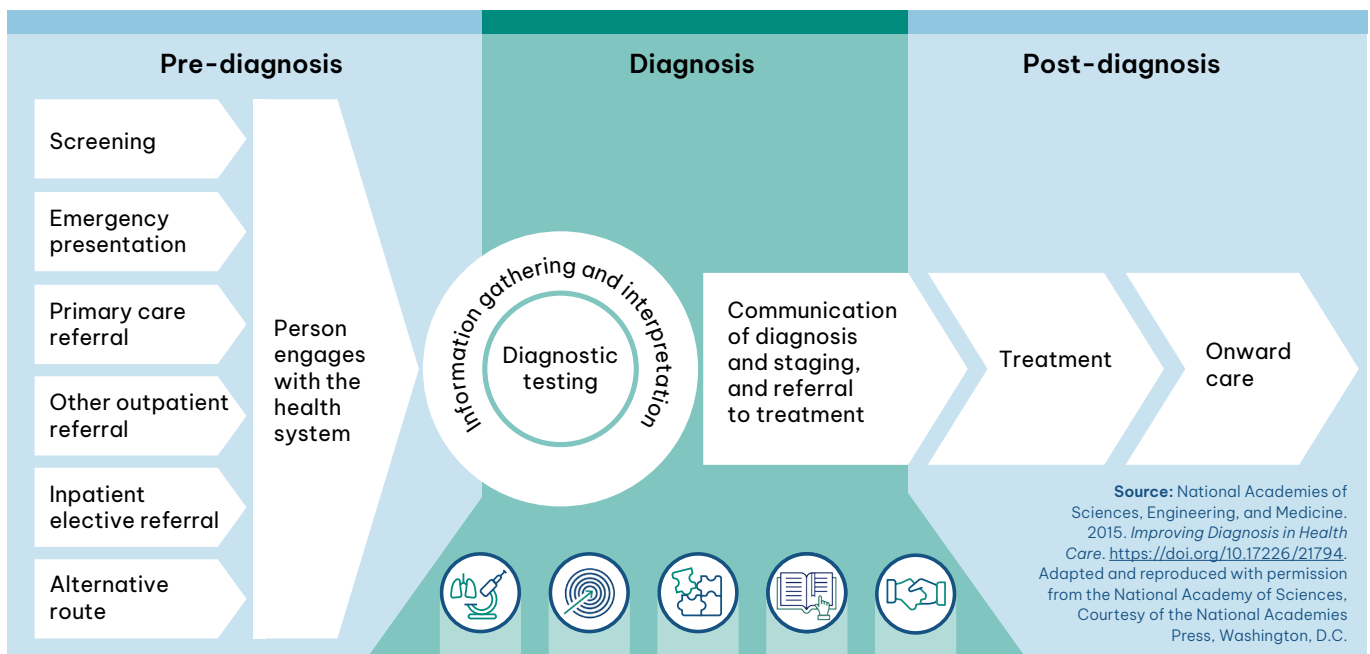 Pre-diagnosis
Diagnosis
Post-diagnosis
Screening
Emergency
presentation
Primary care
referral
Other outpatient
referral
Inpatient
elective referral
Alternative
route
Person
engages
with the
health
system
Information gathering and interpretation
Diagnostic
testing
Communication
of diagnosis
and staging,
and referral
to treatment
Treatment
Onward
care
Source: National Academies of
Sciences, Engineering, and Medicine.
2015. Improving Diagnosis in Health
Care. https://doi.org/10.17226/21794.
Adapted and reproduced with permission
from the National Academy of Sciences,
Courtesy of the National Academies
Press, Washington, D.C.